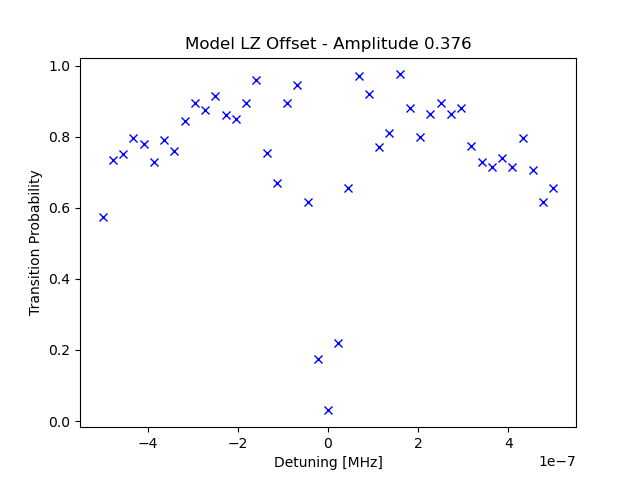 Model LZ Offset - Amplitude 0.376
Transition Probability
1.0
0.8
0.6
0.4
0.2
0.0
−4
−2
0
2
4
1e−7
Detuning [MHz]